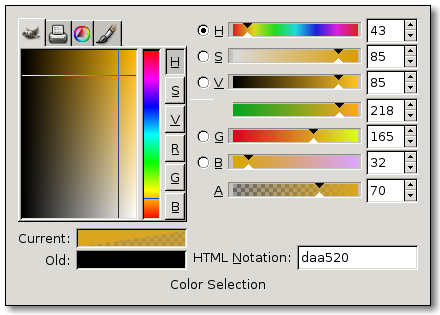 H 43
H S 85
S V 85
V 218
R G 165
G B 32
B A 70
Current:
Old:
HTML Notation: daa520
Color Selection